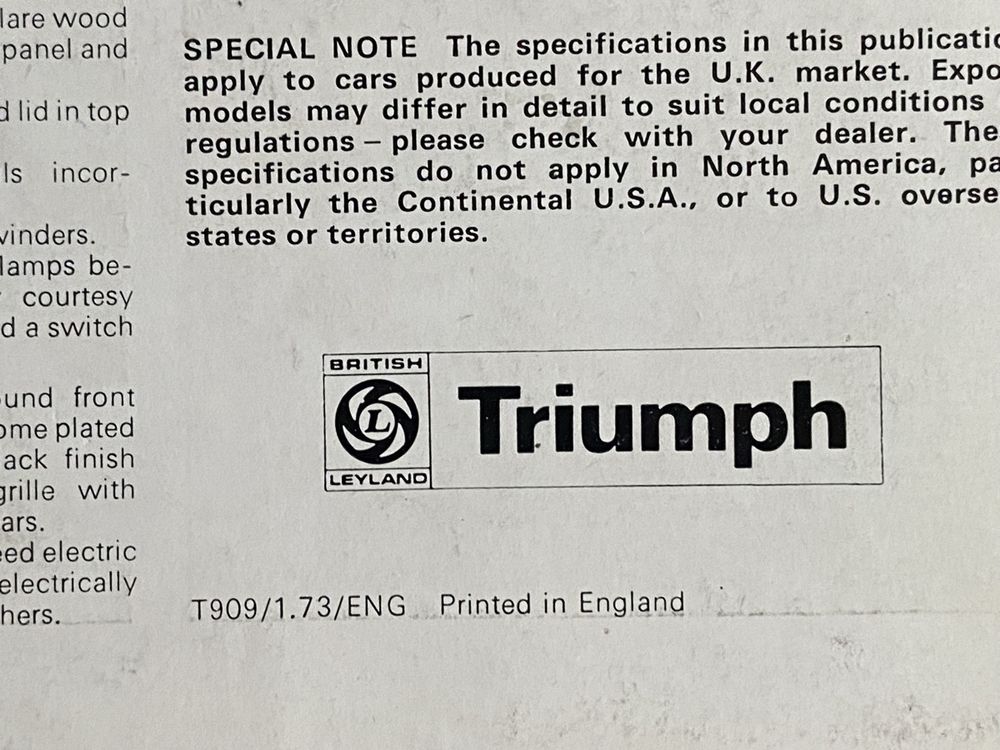 lare wood
panel and
d lid in top
ls incor-
vinders.
lamps be-
courtesy
d a switch
und front
ome plated
ack finish
grille with
ars.
eed electric
electrically
hers.
SPECIAL NOTE The specifications in this publicatio
apply to cars produced for the U.K. market. Expo
models may differ in detail to suit local conditions
regulations – please check with your dealer. The
specifications do not apply in North America, pa
ticularly the Continental U.S.A., or to U.S. overse
states or territories.
BRITISH
L
LEYLAND
Triumph
T909/1.73/ENG Printed in England